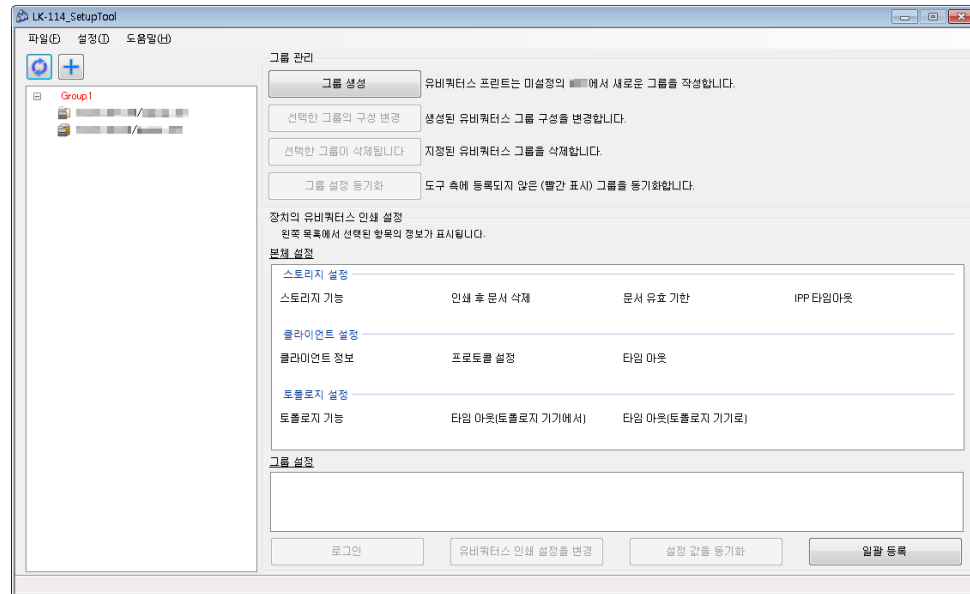 LK-114_SetupTool
파일(F) 설정(T) 도움말(H)
Group1
그룹 관리
그룹 생성 유비쿼터스 프린트는 미설정의 에서 새로운 그룹을 작성합니다.
선택한 그룹의 구성 변경 생성된 유비쿼터스 그룹 구성을 변경합니다.
선택한 그룹이 삭제됩니다 지정된 유비쿼터스 그룹을 삭제합니다.
그룹 설정 동기화 도구 측에 등록되지 않은 (빨간 표시) 그룹을 동기화합니다.
장치의 유비쿼터스 인쇄 설정
왼쪽 목록에서 선택된 항목의 정보가 표시됩니다.
본체 설정
스토리지 설정
스토리지 기능 인쇄 후 문서 삭제 문서 유효 기한 IPP 타임아웃
클라이언트 설정
클라이언트 정보 프로토콜 설정 타임 아웃
토폴로지 설정
토폴로지 기능 타임 아웃(토폴로지 기기에서) 타임 아웃(토폴로지 기기로)
그룹 설정
로그인 유비쿼터스 인쇄 설정을 변경 설정 값을 동기화 일괄 등록